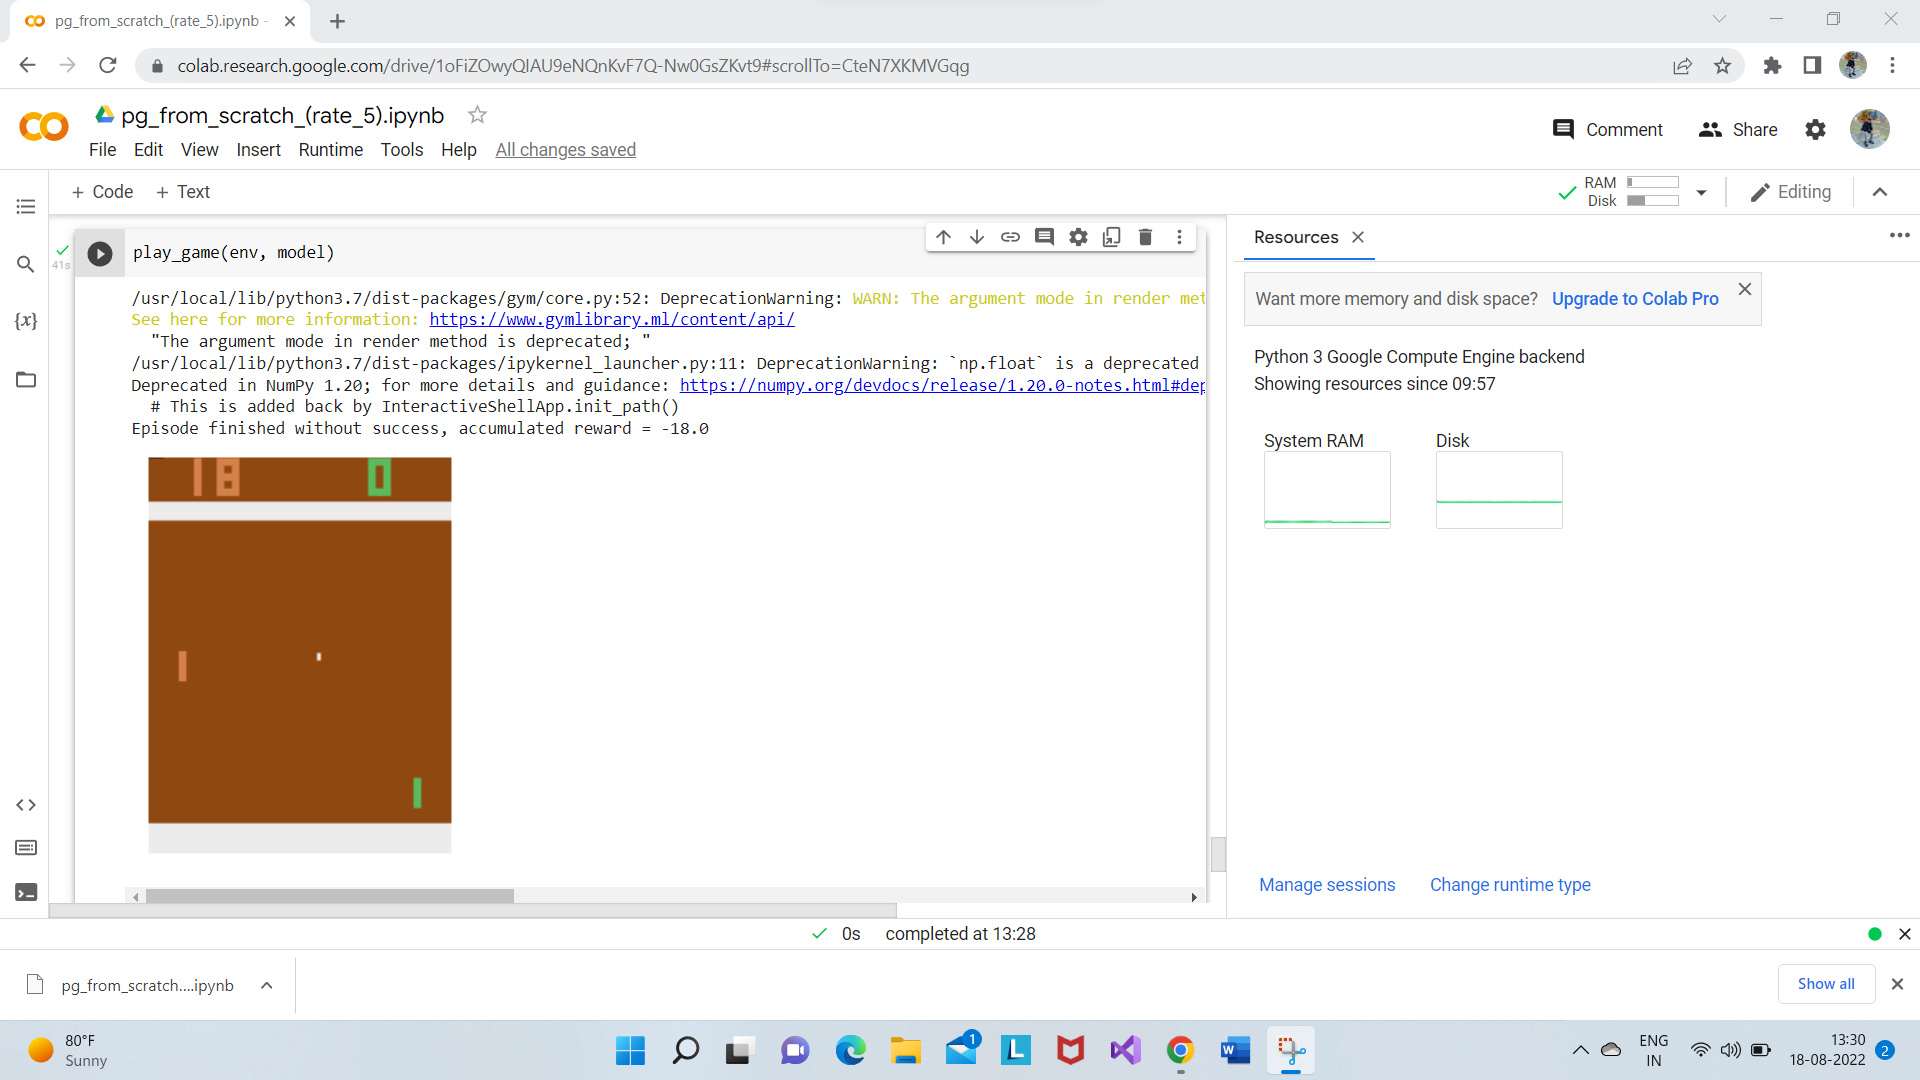 pg_from_scratch_(rate_5).ipynb -
colab.research.google.com/drive/1oFiZOwyQIAU9eNQnKvF7Q-Nw0GsZKvt9#scrollTo=CteN7XKMVGqg
pg_from_scratch_(rate_5).ipynb
Comment
Share
File Edit View Insert Runtime Tools Help All changes saved
+ Code + Text
RAM
Disk
Editing
41s
play_game(env, model)
/usr/local/lib/python3.7/dist-packages/gym/core.py:52: DeprecationWarning: WARN: The argument mode in render met
See here for more information: https://www.gymlibrary.ml/content/api/
"The argument mode in render method is deprecated; "
/usr/local/lib/python3.7/dist-packages/ipykernel_launcher.py:11: DeprecationWarning: `np.float` is a deprecated
Deprecated in NumPy 1.20; for more details and guidance: https://numpy.org/devdocs/release/1.20.0-notes.html#dep
# This is added back by InteractiveShellApp.init_path()
Episode finished without success, accumulated reward = -18.0
18 0
Resources
Want more memory and disk space? Upgrade to Colab Pro
Python 3 Google Compute Engine backend
Showing resources since 09:57
System RAM Disk
Manage sessions Change runtime type
0s completed at 13:28
pg_from_scratch....ipynb
Show all
80°F
Sunny
1
L
W
ENG
IN
13:30
18-08-2022
2